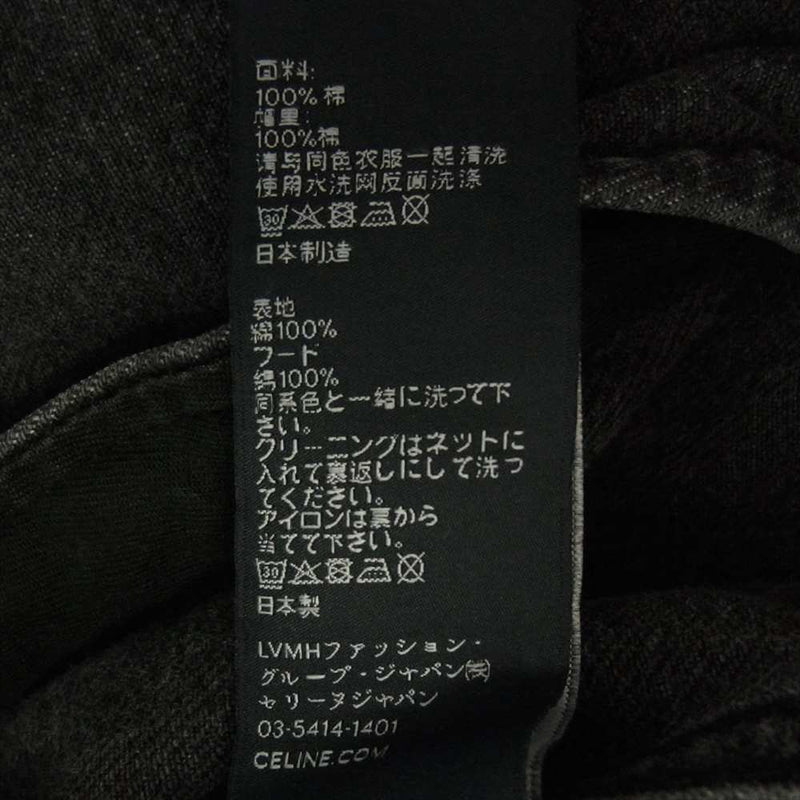 面料:
100% 棉
帽里:
100%棉
请与同色衣服一起清洗
使用水洗网反面洗涤
30
日本制造
表地
綿100%
フード
綿100%
同系色と一緒に洗って下
さい。
クリーニングはネットに
入れて裏返しにして洗っ
てください。
アイロンは裏から
当てて下さい。
30
日本製
LVMHファッション・
グループ・ジャパン㈱
セリーヌジャパン
03-5414-1401
CELINE.COM